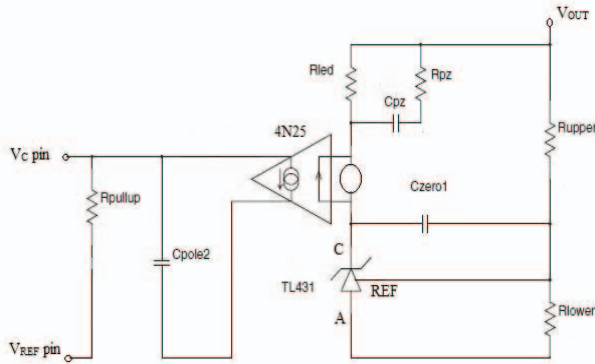 VOUT
Rled
Rpz
Cpz
4N25
Rupper
VC pin
Czero1
Rpullup
C
Cpole2
TL431
REF
A
Rlower
VREF pin